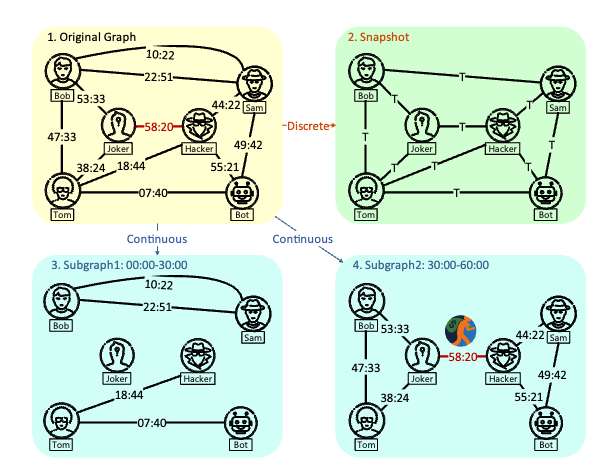 1. Original Graph
10:22
22:51
Bob
53:33
44:22
Sam
47:33
Joker
58:20
Hacker
38:24
18:44
55:21
49:42
07:40
Tom
Bot
Discrete
2. Snapshot
Bob
T
T
T
Sam
T
Joker
T
Hacker
T
T
T
T
T
Tom
Bot
Continuous
Continuous
3. Subgraph1: 00:00-30:00
10:22
22:51
Bob
Sam
Joker
Hacker
18:44
07:40
Tom
Bot
4. Subgraph2: 30:00-60:00
Bob
53:33
44:22
Sam
47:33
Joker
58:20
Hacker
38:24
55:21
49:42
Tom
Bot